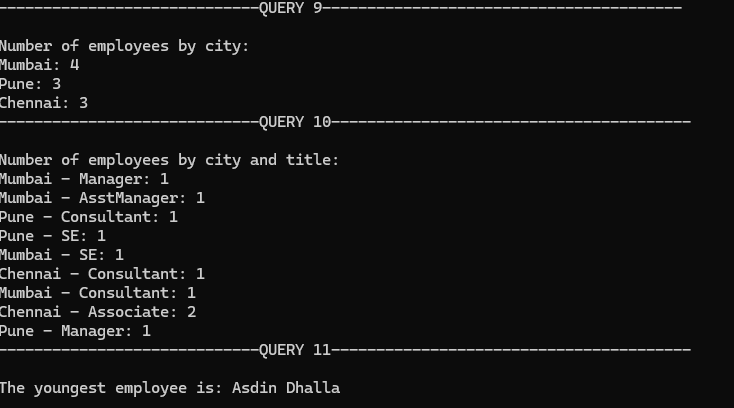 -----------------------------QUERY 9----------------------------------------
Number of employees by city:
Mumbai: 4
Pune: 3
Chennai: 3
-----------------------------QUERY 10----------------------------------------
Number of employees by city and title:
Mumbai - Manager: 1
Mumbai - AsstManager: 1
Pune - Consultant: 1
Pune - SE: 1
Mumbai - SE: 1
Chennai - Consultant: 1
Mumbai - Consultant: 1
Chennai - Associate: 2
Pune - Manager: 1
-----------------------------QUERY 11----------------------------------------
The youngest employee is: Asdin Dhalla